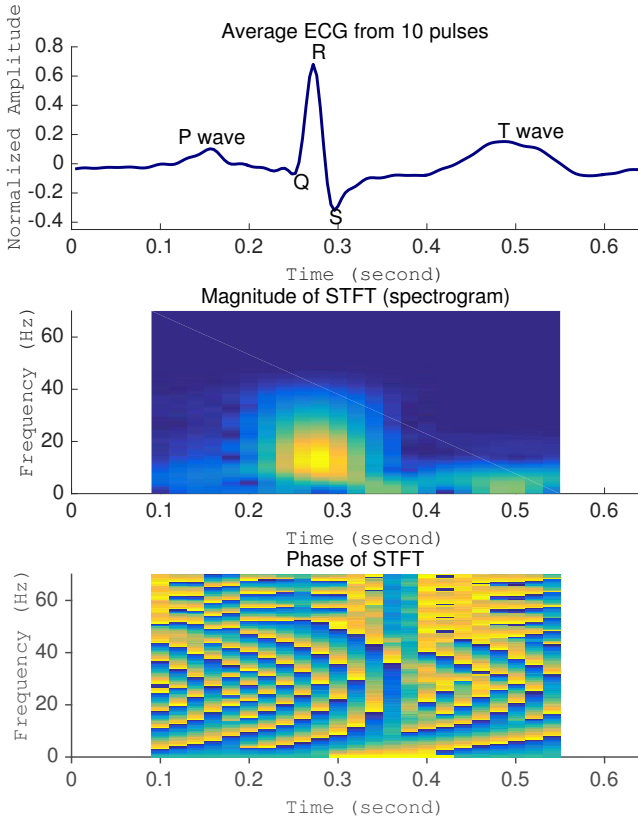 Average ECG from 10 pulses
R
0.8
0.6
0.4
0.2
0
-0.2
-0.4
Normalized Amplitude
P wave
T wave
Q
S
0 0.1 0.2 0.3 0.4 0.5 0.6
Time (second)
Magnitude of STFT (spectrogram)
60
40
20
0
Frequency (Hz)
0 0.1 0.2 0.3 0.4 0.5 0.6
Time (second)
Phase of STFT
60
40
20
0
Frequency (Hz)
0 0.1 0.2 0.3 0.4 0.5 0.6
Time (second)